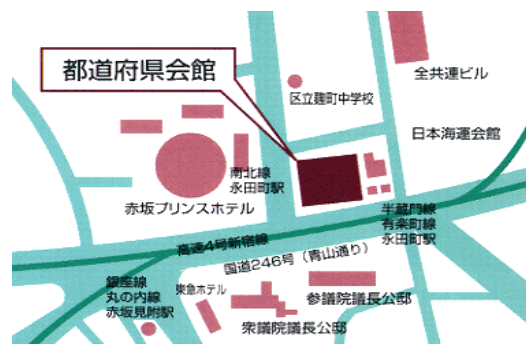 都道府県会館
全共連ビル
区立麹町中学校
日本海運会館
南北線
永田町駅
赤坂プリンスホテル
半蔵門線
有楽町線
永田町駅
高速4号新宿線
国道246号（青山通り）
銀座線
丸の内線
赤坂見附駅
東急ホテル
参議院議長公邸
衆議院議長公邸